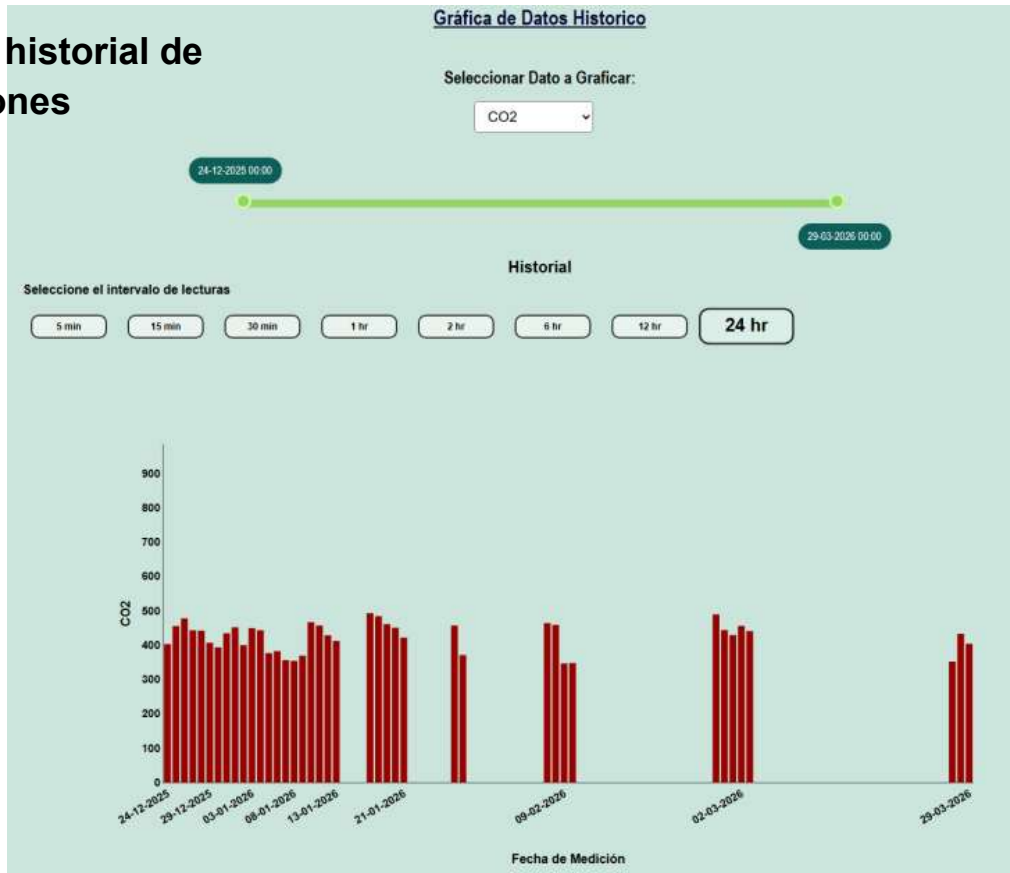 Gráfica de Datos Historico
historial de
ones
Seleccionar Dato a Graficar:
CO2
24-12-2025 00:00
29-03-2026 00:00
Historial
Seleccione el intervalo de lecturas
5 min 15 min 30 min 1 hr 2 hr 6 hr 12 hr 24 hr
900
800
700
600
500
400
300
200
100
0
CO2
24-12-2025 29-12-2025 03-01-2026 08-01-2026 13-01-2026 21-01-2026 09-02-2026 02-03-2026 29-03-2026
Fecha de Medición